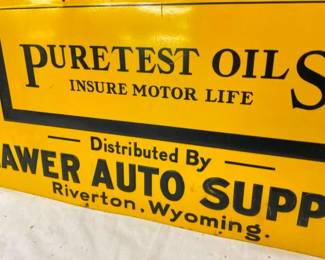 PURETEST OILS
INSURE MOTOR LIFE
Distributed By
AWER AUTO SUPP
Riverton, Wyoming.